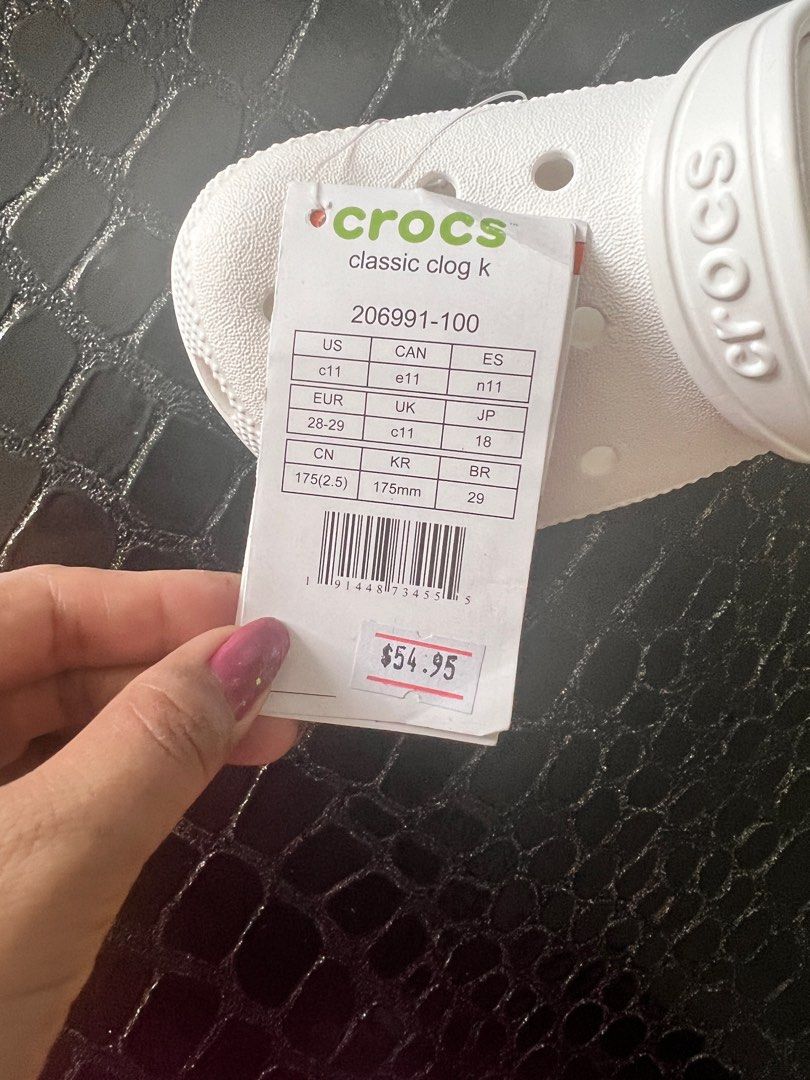 crocs™
classic clog k
206991-100
US CAN ES
c11 e11 n11
EUR UK JP
28-29 c11 18
CN KR BR
175(2.5) 175mm 29
1 91448 73455 5
$54.95
crocs